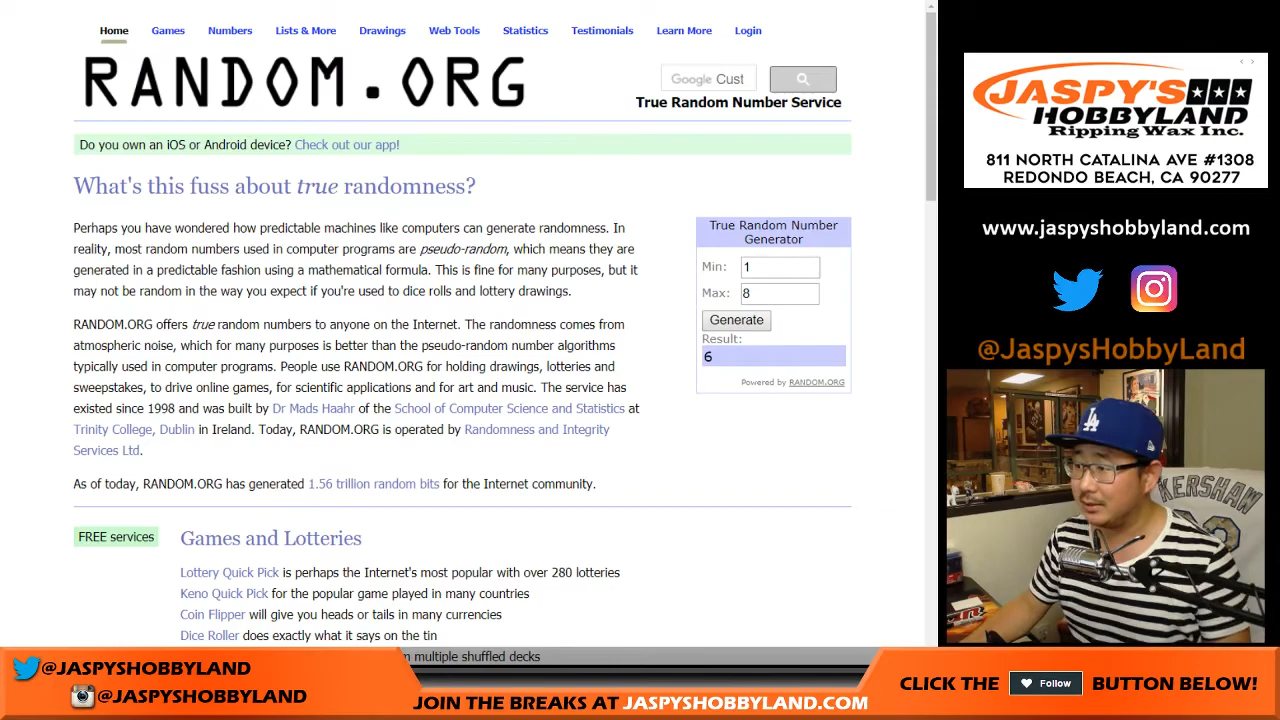 Home Games Numbers Lists & More Drawings Web Tools Statistics Testimonials Learn More Login
RANDOM.ORG
Google Cust
True Random Number Service
Do you own an iOS or Android device? Check out our app!
What's this fuss about true randomness?
Perhaps you have wondered how predictable machines like computers can generate randomness. In
reality, most random numbers used in computer programs are pseudo-random, which means they are
generated in a predictable fashion using a mathematical formula. This is fine for many purposes, but it
may not be random in the way you expect if you're used to dice rolls and lottery drawings.
RANDOM.ORG offers true random numbers to anyone on the Internet. The randomness comes from
atmospheric noise, which for many purposes is better than the pseudo-random number algorithms
typically used in computer programs. People use RANDOM.ORG for holding drawings, lotteries and
sweepstakes, to drive online games, for scientific applications and for art and music. The service has
existed since 1998 and was built by Dr Mads Haahr of the School of Computer Science and Statistics at
Trinity College, Dublin in Ireland. Today, RANDOM.ORG is operated by Randomness and Integrity
Services Ltd.
As of today, RANDOM.ORG has generated 1.56 trillion random bits for the Internet community.
True Random Number
Generator
Min: 1
Max: 8
Generate
Result:
6
Powered by RANDOM.ORG
FREE services
Games and Lotteries
Lottery Quick Pick is perhaps the Internet's most popular with over 280 lotteries
Keno Quick Pick for the popular game played in many countries
Coin Flipper will give you heads or tails in many currencies
Dice Roller does exactly what it says on the tin
m multiple shuffled decks
JASPY'S
HOBBYLAND
Ripping Wax Inc.
811 NORTH CATALINA AVE #1308
REDONDO BEACH, CA 90277
www.jaspyshobbyland.com
@JaspysHobbyLand
LA
KERSHAW
@JASPYSHOBBYLAND
@JASPYSHOBBYLAND
JOIN THE BREAKS AT JASPYSHOBBYLAND.COM
CLICK THE Follow BUTTON BELOW!